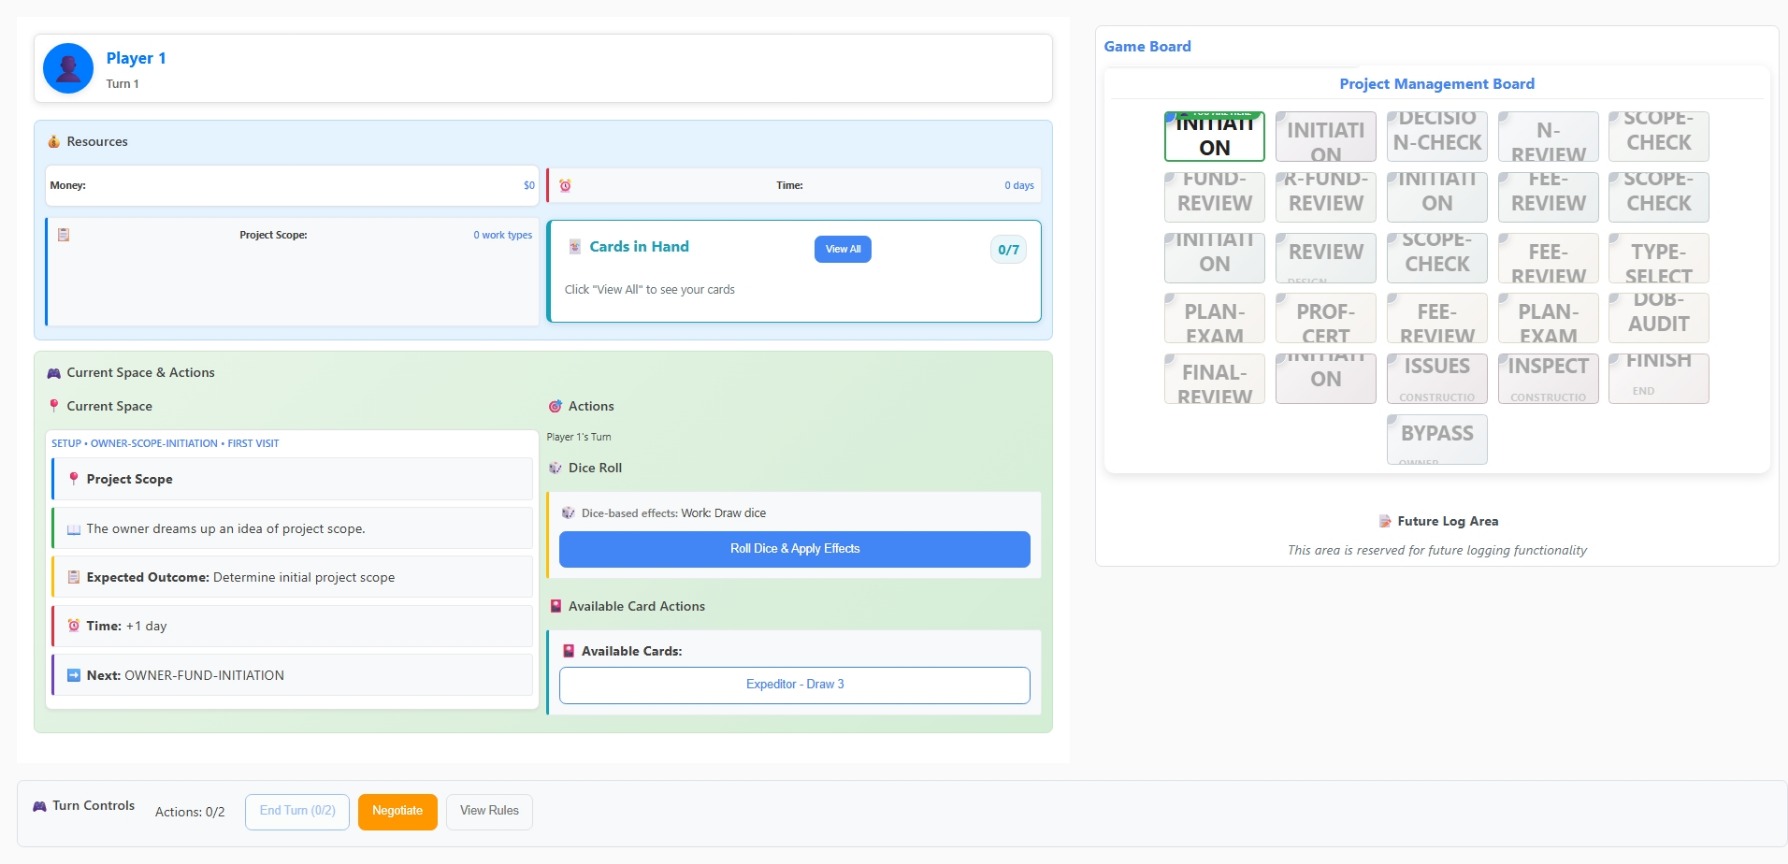 Player 1
Turn 1
Resources
Money: $0
Time: 0 days
Project Scope: 0 work types
Cards in Hand View All 0/7
Click "View All" to see your cards
Current Space & Actions
Current Space
SETUP • OWNER-SCOPE-INITIATION • FIRST VISIT
Project Scope
The owner dreams up an idea of project scope.
Expected Outcome: Determine initial project scope
Time: +1 day
Next: OWNER-FUND-INITIATION
Actions
Player 1's Turn
Dice Roll
Dice-based effects: Work: Draw dice
Roll Dice & Apply Effects
Available Card Actions
Available Cards:
Expeditor - Draw 3
Turn Controls Actions: 0/2 End Turn (0/2) Negotiate View Rules
Game Board
Project Management Board
YOU ARE HERE
INITIATI
ON
INITIATI
ON
DECISIO
N-CHECK
N-
REVIEW
SCOPE-
CHECK
FUND-
REVIEW
R-FUND-
REVIEW
INITIATI
ON
FEE-
REVIEW
SCOPE-
CHECK
INITIATI
ON
REVIEW
DESIGN
SCOPE-
CHECK
FEE-
REVIEW
TYPE-
SELECT
PLAN-
EXAM
PROF-
CERT
FEE-
REVIEW
PLAN-
EXAM
DOB-
AUDIT
FINAL-
REVIEW
INITIATI
ON
ISSUES
CONSTRUCTIO
INSPECT
CONSTRUCTIO
FINISH
END
BYPASS
OWNER
Future Log Area
This area is reserved for future logging functionality